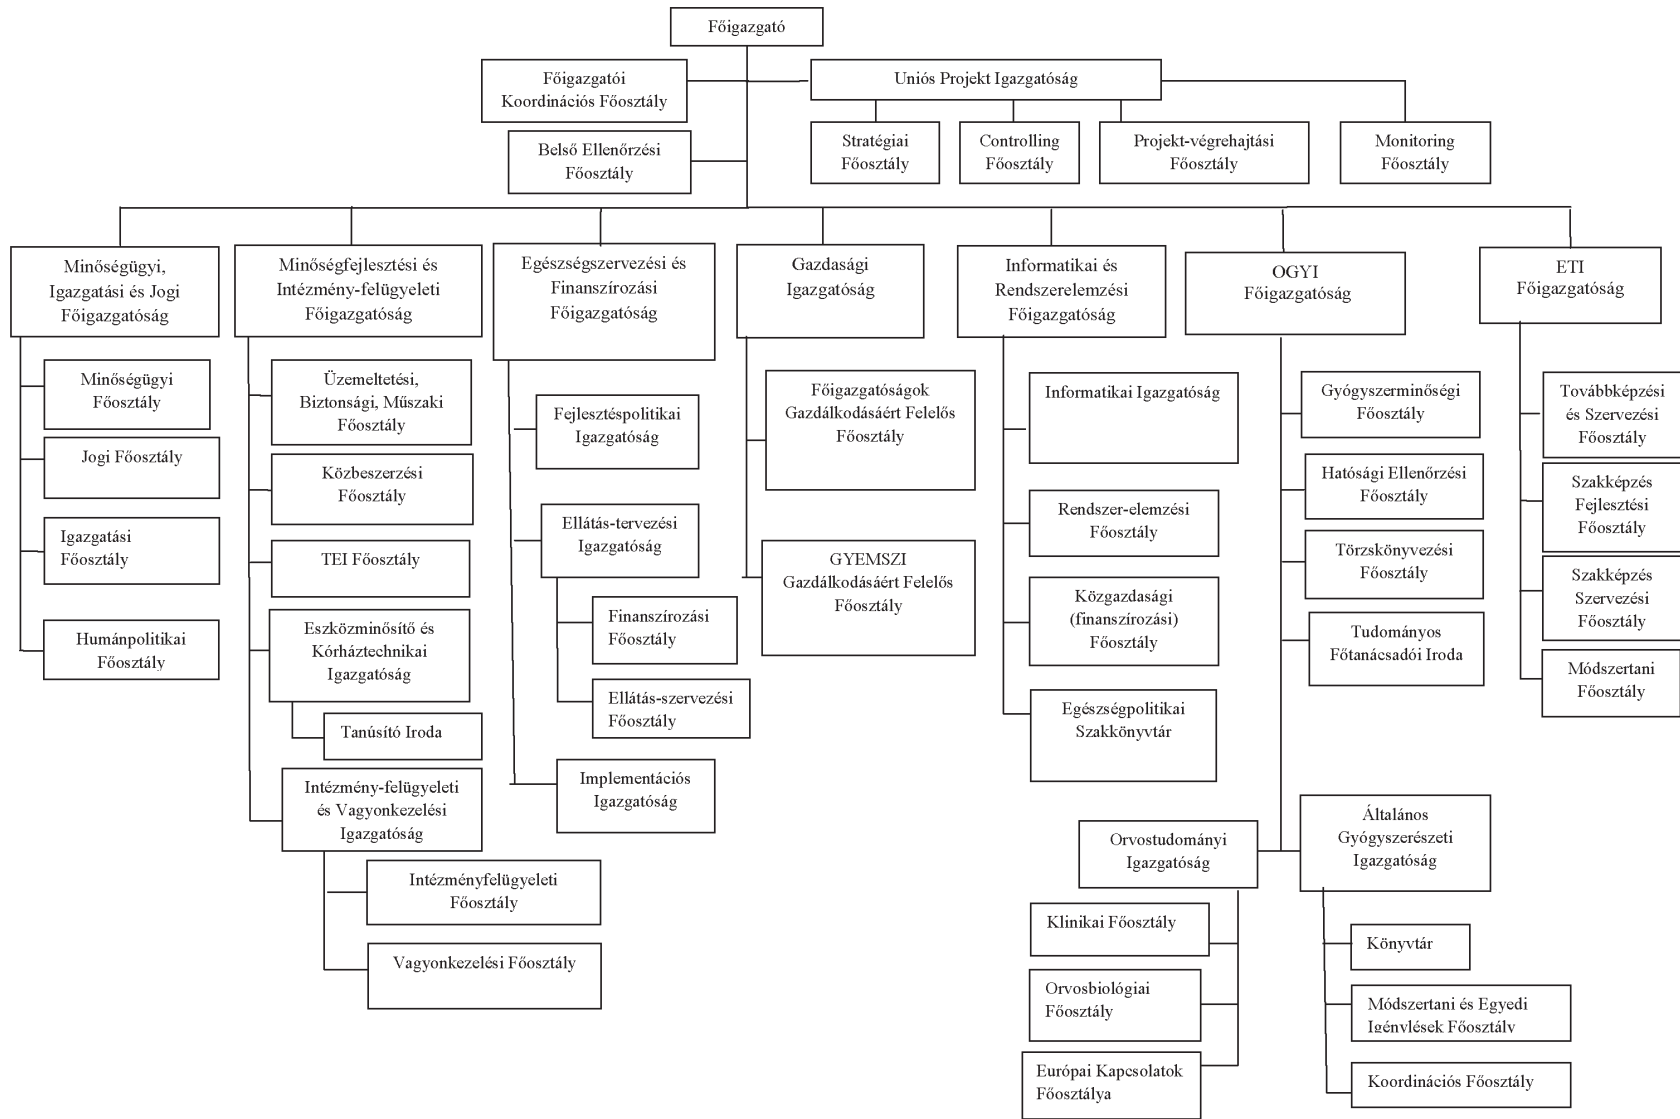 Főigazgató
Főigazgatói
Koordinációs Főosztály
Uniós Projekt Igazgatóság
Belső Ellenőrzési
Főosztály
Stratégiai
Főosztály
Controlling
Főosztály
Projekt-végrehajtási
Főosztály
Monitoring
Főosztály
Minőségügyi,
Igazgatási és Jogi
Főigazgatóság
Minőségügyi
Főosztály
Jogi Főosztály
Igazgatási
Főosztály
Humánpolitikai
Főosztály
Minőségfejlesztési és
Intézmény-felügyeleti
Főigazgatóság
Üzemeltetési,
Biztonsági, Műszaki
Főosztály
Közbeszerzési
Főosztály
TEI Főosztály
Eszközminősítő és
Kórháztechnikai
Igazgatóság
Tanúsító Iroda
Intézmény-felügyeleti
és Vagyonkezelési
Igazgatóság
Intézményfelügyeleti
Főosztály
Vagyonkezelési Főosztály
Egészségszervezési és
Finanszírozási
Főigazgatóság
Fejlesztéspolitikai
Igazgatóság
Ellátás-tervezési
Igazgatóság
Finanszírozási
Főosztály
Ellátás-szervezési
Főosztály
Implementációs
Igazgatóság
Gazdasági
Igazgatóság
Főigazgatóságok
Gazdálkodásáért Felelős
Főosztály
GYEMSZI
Gazdálkodásáért Felelős
Főosztály
Informatikai és
Rendszerelemzési
Főigazgatóság
Informatikai Igazgatóság
Rendszer-elemzési
Főosztály
Közgazdasági
(finanszírozási)
Főosztály
Egészségpolitikai
Szakkönyvtár
OGYI
Főigazgatóság
Gyógyszerminőségi
Főosztály
Hatósági Ellenőrzési
Főosztály
Törzskönyvezési
Főosztály
Tudományos
Főtanácsadói Iroda
Orvostudományi
Igazgatóság
Klinikai Főosztály
Orvosbiológiai
Főosztály
Európai Kapcsolatok
Főosztálya
Általános
Gyógyszerészeti
Igazgatóság
Könyvtár
Módszertani és Egyedi
Igénylések Főosztály
Koordinációs Főosztály
ETI
Főigazgatóság
Továbbképzési
és Szervezési
Főosztály
Szakképzés
Fejlesztési
Főosztály
Szakképzés
Szervezési
Főosztály
Módszertani
Főosztály